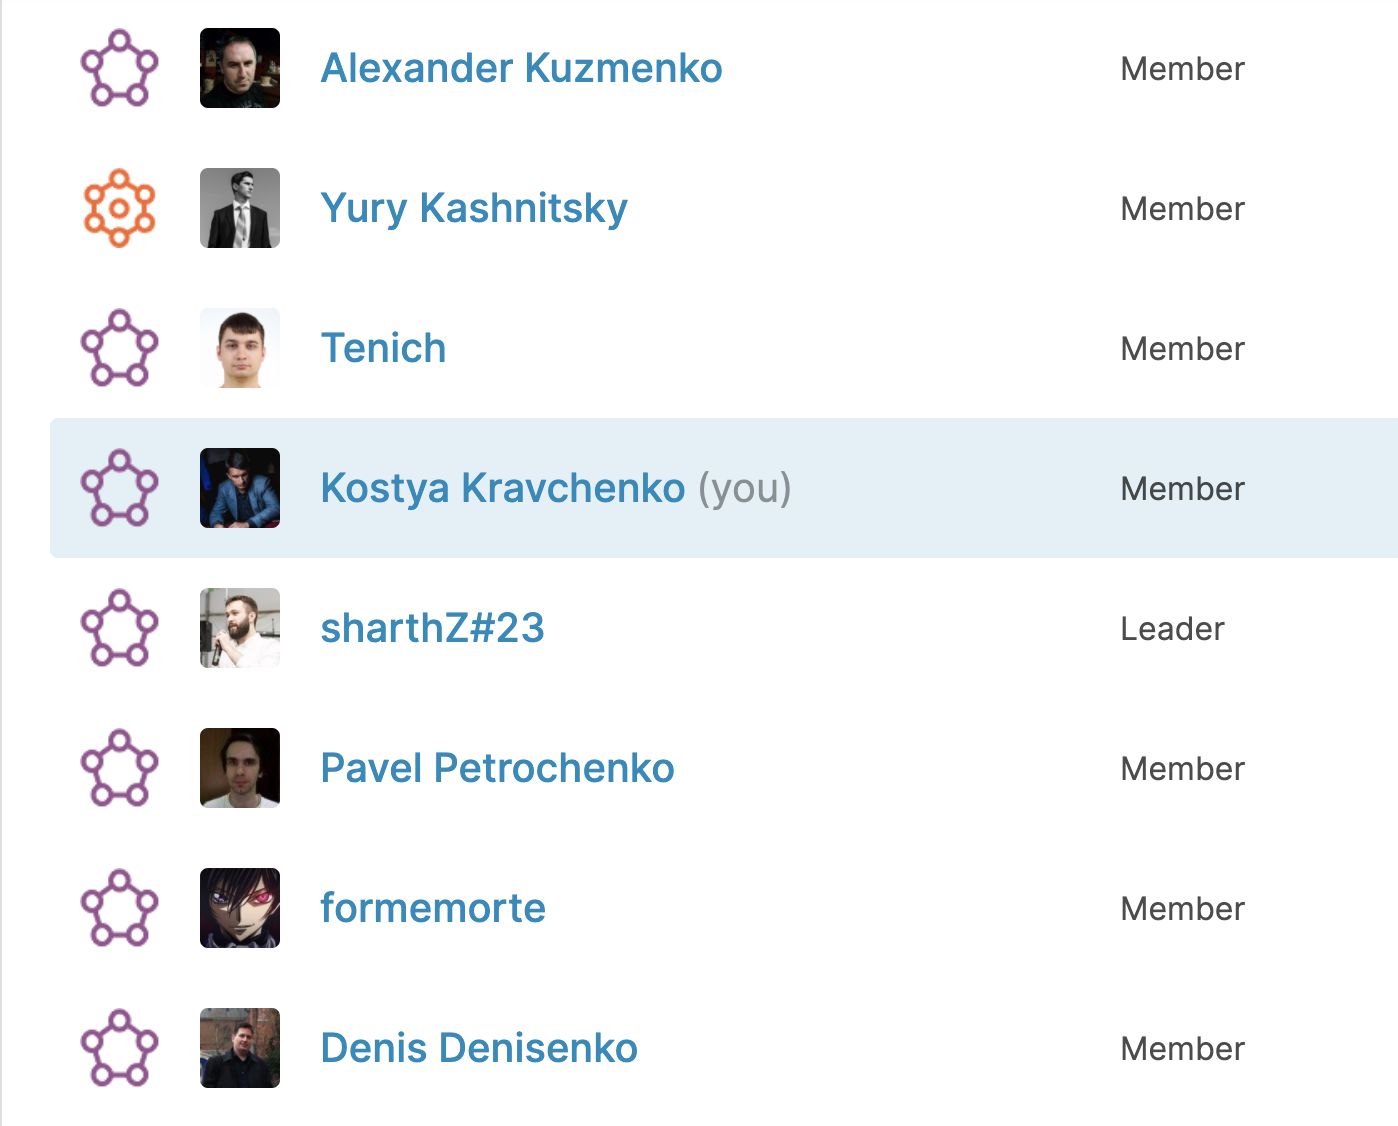 Alexander Kuzmenko Member
Yury Kashnitsky Member
Tenich Member
Kostya Kravchenko (you) Member
sharthZ#23 Leader
Pavel Petrochenko Member
formemorte Member
Denis Denisenko Member